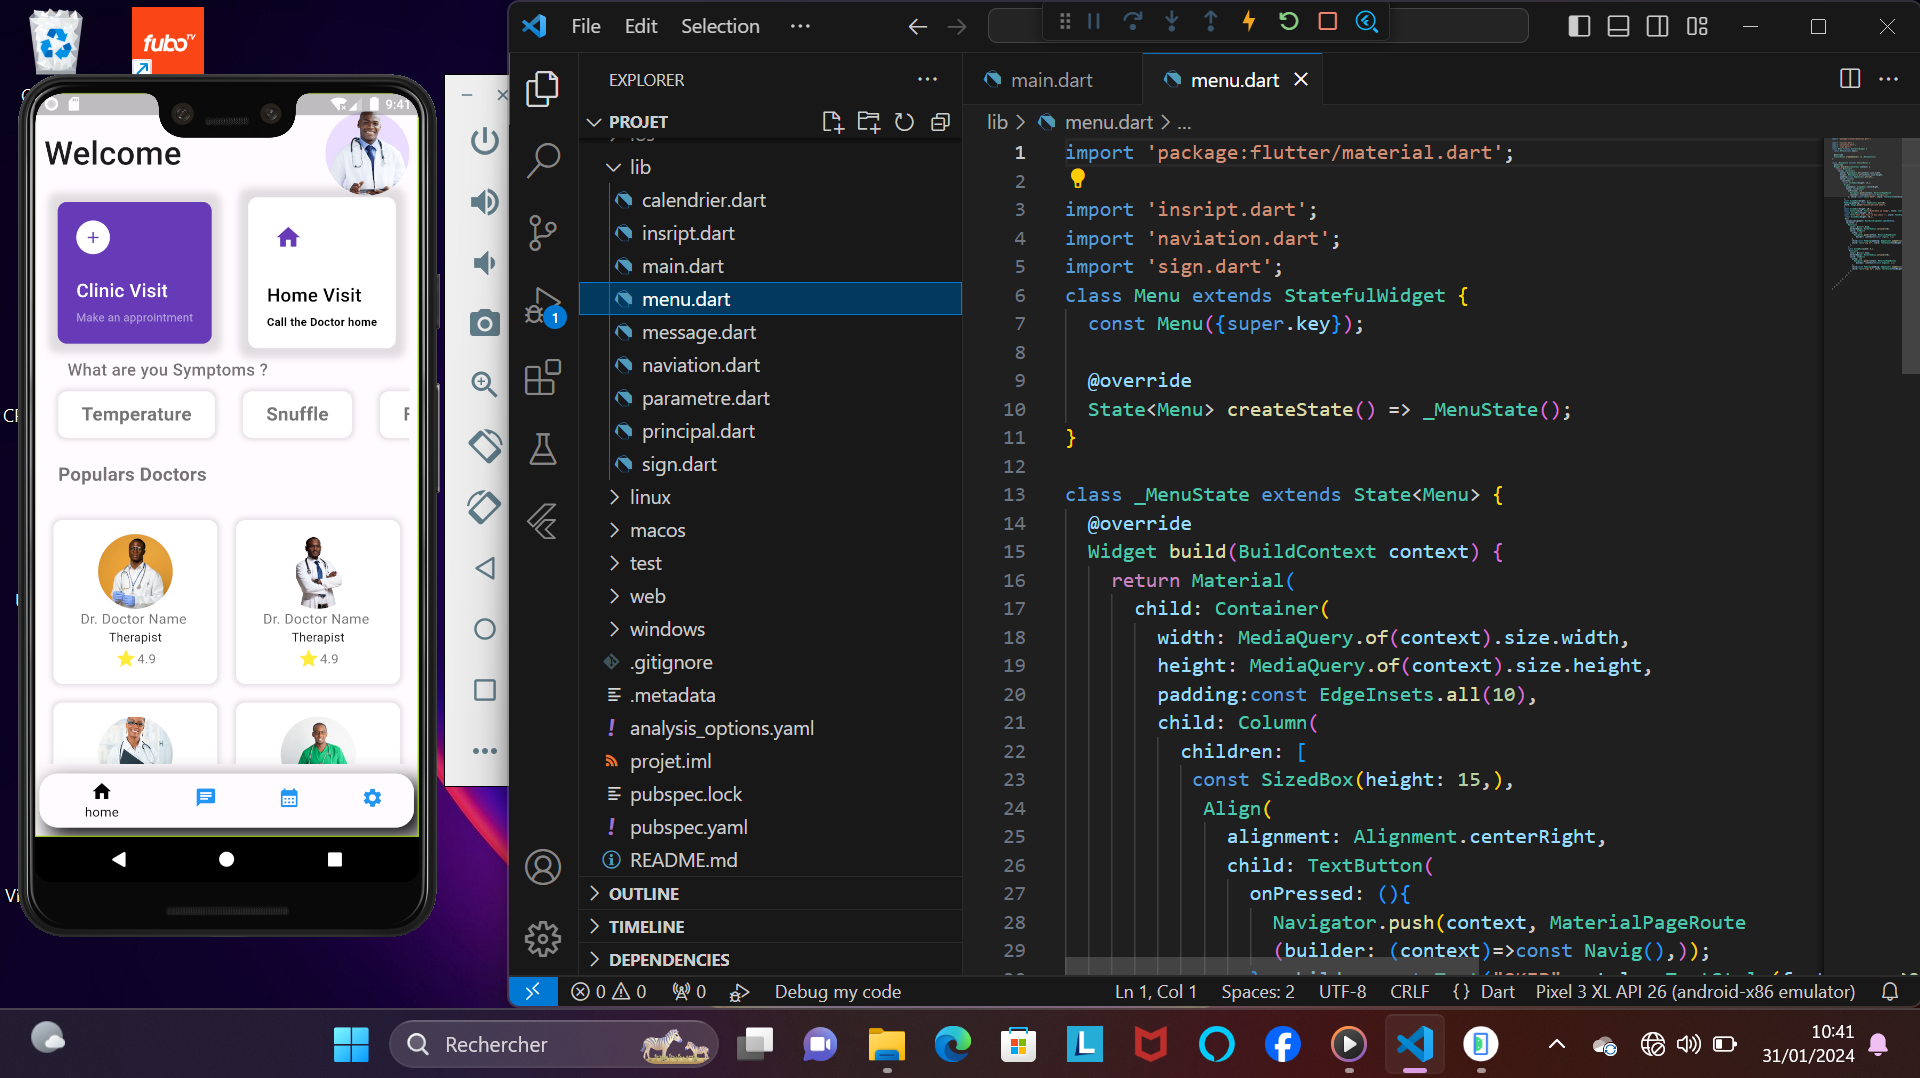 fubo TV
9:41
Welcome
Clinic Visit
Make an appointment
Home Visit
Call the Doctor home
What are you Symptoms ?
Temperature
Snuffle
F
Populars Doctors
Dr. Doctor Name
Therapist
4.9
Dr. Doctor Name
Therapist
4.9
home
File Edit Selection ···
EXPLORER
PROJET
lib
calendrier.dart
insript.dart
main.dart
menu.dart
message.dart
naviation.dart
parametre.dart
principal.dart
sign.dart
linux
macos
test
web
windows
.gitignore
.metadata
analysis_options.yaml
projet.iml
pubspec.lock
pubspec.yaml
README.md
OUTLINE
TIMELINE
DEPENDENCIES
1
main.dart
menu.dart
lib > menu.dart > ...
1 import 'package:flutter/material.dart';
2
3 import 'insript.dart';
4 import 'naviation.dart';
5 import 'sign.dart';
6 class Menu extends StatefulWidget {
7 const Menu({super.key});
8
9 @override
10 State<Menu> createState() => _MenuState();
11 }
12
13 class _MenuState extends State<Menu> {
14 @override
15 Widget build(BuildContext context) {
16 return Material(
17 child: Container(
18 width: MediaQuery.of(context).size.width,
19 height: MediaQuery.of(context).size.height,
20 padding:const EdgeInsets.all(10),
21 child: Column(
22 children: [
23 const SizedBox(height: 15,),
24 Align(
25 alignment: Alignment.centerRight,
26 child: TextButton(
27 onPressed: (){
28 Navigator.push(context, MaterialPageRoute
29 (builder: (context)=>const Navig(),));
0 0 0 Debug my code
Ln 1, Col 1 Spaces: 2 UTF-8 CRLF {} Dart Pixel 3 XL API 26 (android-x86 emulator)
Rechercher
10:41
31/01/2024